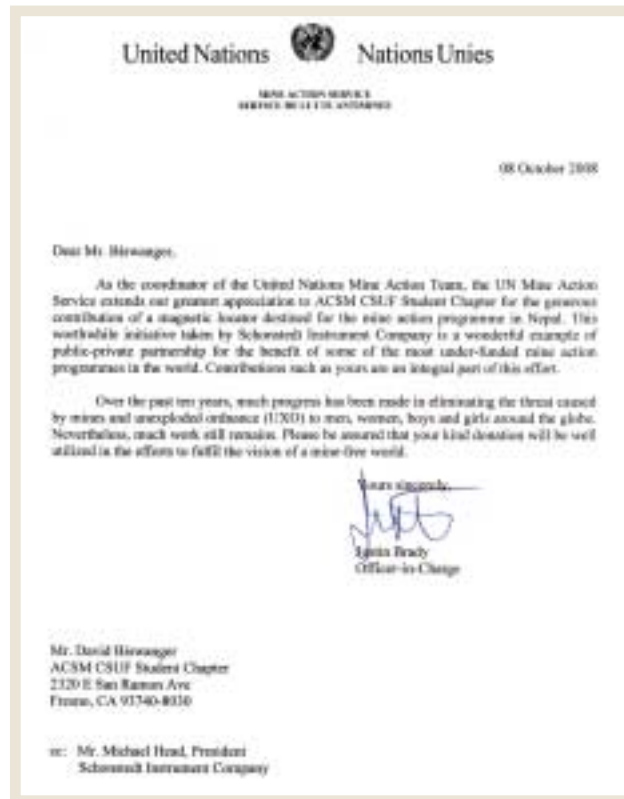 United Nations Nations Unies
MINE ACTION SERVICE
SERVICE DE LA LUTTE ANTIMINES
08 October 2008
Dear Mr.
As the coordinator of the United Nations Mine Action Team, the UN Mine Action
Service extends our greatest appreciation to ACSM CSUF Student Chapter for the generous
contribution of a magnetic locator destined for the mine action programme in Nepal. This
worthwhile initiative taken by Schonstedt Instrument Company is a wonderful example of
public-private partnership for the benefit of some of the most under-funded mine action
programmes in the world. Contributions such as yours are an integral part of this effort.
Over the past ten years, much progress has been made in eliminating the threat caused
by mines and unexploded ordnance (UXO) to men, women, boys and girls around the globe.
Nevertheless, much work still remains. Please be assured that your kind donation will be well
utilized in the efforts to fulfil the vision of a mine-free world.
Yours sincerely,
Justin Brady
Officer-in-Charge
Mr. David
ACSM CSUF Student Chapter
2320 E San Ramon Ave
Fresno, CA 93740-8030
cc: Mr. Michael Head, President
Schonstedt Instrument Company